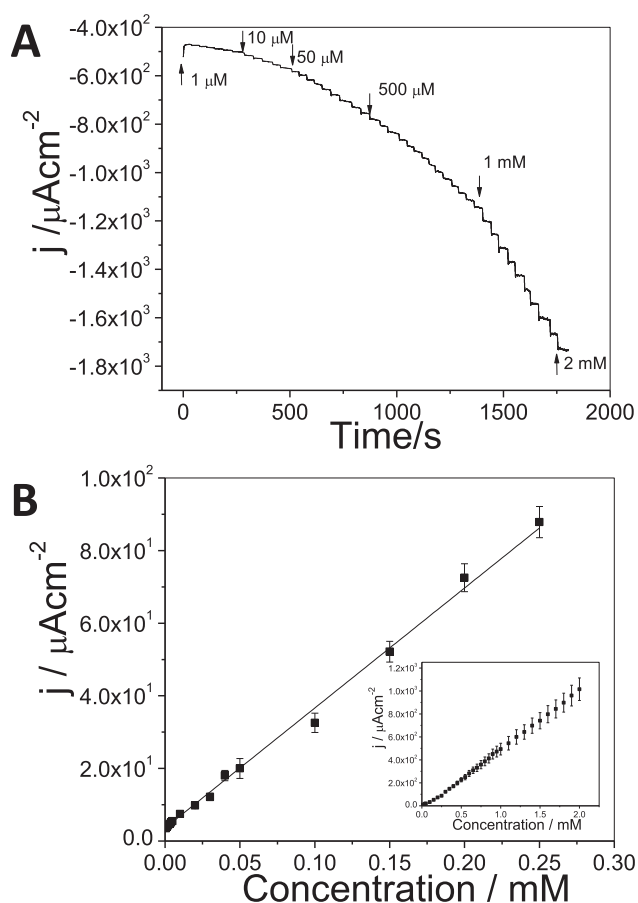 A
-4.0x10²
-6.0x10²
-8.0x10²
-1.0x10³
-1.2x10³
-1.4x10³
-1.6x10³
-1.8x10³
j /μAcm⁻²
1 μM
10 μM
50 μM
500 μM
1 mM
2 mM
0 500 1000 1500 2000
Time/s
B
1.0x10²
8.0x10¹
6.0x10¹
4.0x10¹
2.0x10¹
0.0
j / μAcm⁻²
0.00 0.05 0.10 0.15 0.20 0.25 0.30
Concentration / mM
1.2x10³
1.0x10³
8.0x10²
6.0x10²
4.0x10²
2.0x10²
0.0
j / μAcm⁻²
0.0 0.5 1.0 1.5 2.0
Concentration / mM